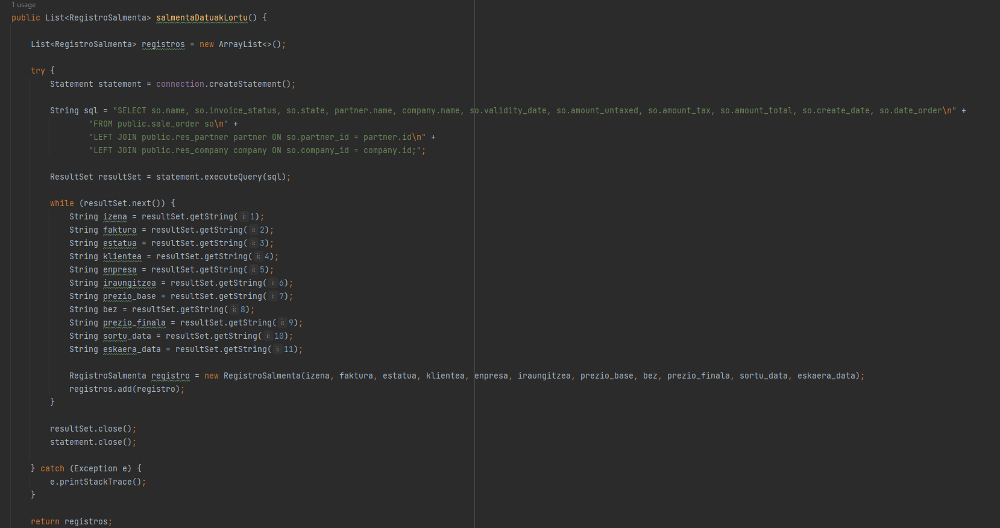 1 usage
public List<RegistroSalmenta> salmentaDatuakLortu() {
List<RegistroSalmenta> registros = new ArrayList<>();
try {
Statement statement = connection.createStatement();
String sql = "SELECT so.name, so.invoice_status, so.state, partner.name, company.name, so.validity_date, so.amount_untaxed, so.amount_tax, so.amount_total, so.create_date, so.date_order\n" +
"FROM public.sale_order so\n" +
"LEFT JOIN public.res_partner partner ON so.partner_id = partner.id\n" +
"LEFT JOIN public.res_company company ON so.company_id = company.id;";
ResultSet resultSet = statement.executeQuery(sql);
while (resultSet.next()) {
String izena = resultSet.getString( i: 1);
String faktura = resultSet.getString( i: 2);
String estatua = resultSet.getString( i: 3);
String klientea = resultSet.getString( i: 4);
String enpresa = resultSet.getString( i: 5);
String iraungitzea = resultSet.getString( i: 6);
String prezio_base = resultSet.getString( i: 7);
String bez = resultSet.getString( i: 8);
String prezio_finala = resultSet.getString( i: 9);
String sortu_data = resultSet.getString( i: 10);
String eskaera_data = resultSet.getString( i: 11);
RegistroSalmenta registro = new RegistroSalmenta(izena, faktura, estatua, klientea, enpresa, iraungitzea, prezio_base, bez, prezio_finala, sortu_data, eskaera_data);
registros.add(registro);
}
resultSet.close();
statement.close();
} catch (Exception e) {
e.printStackTrace();
}
return registros;